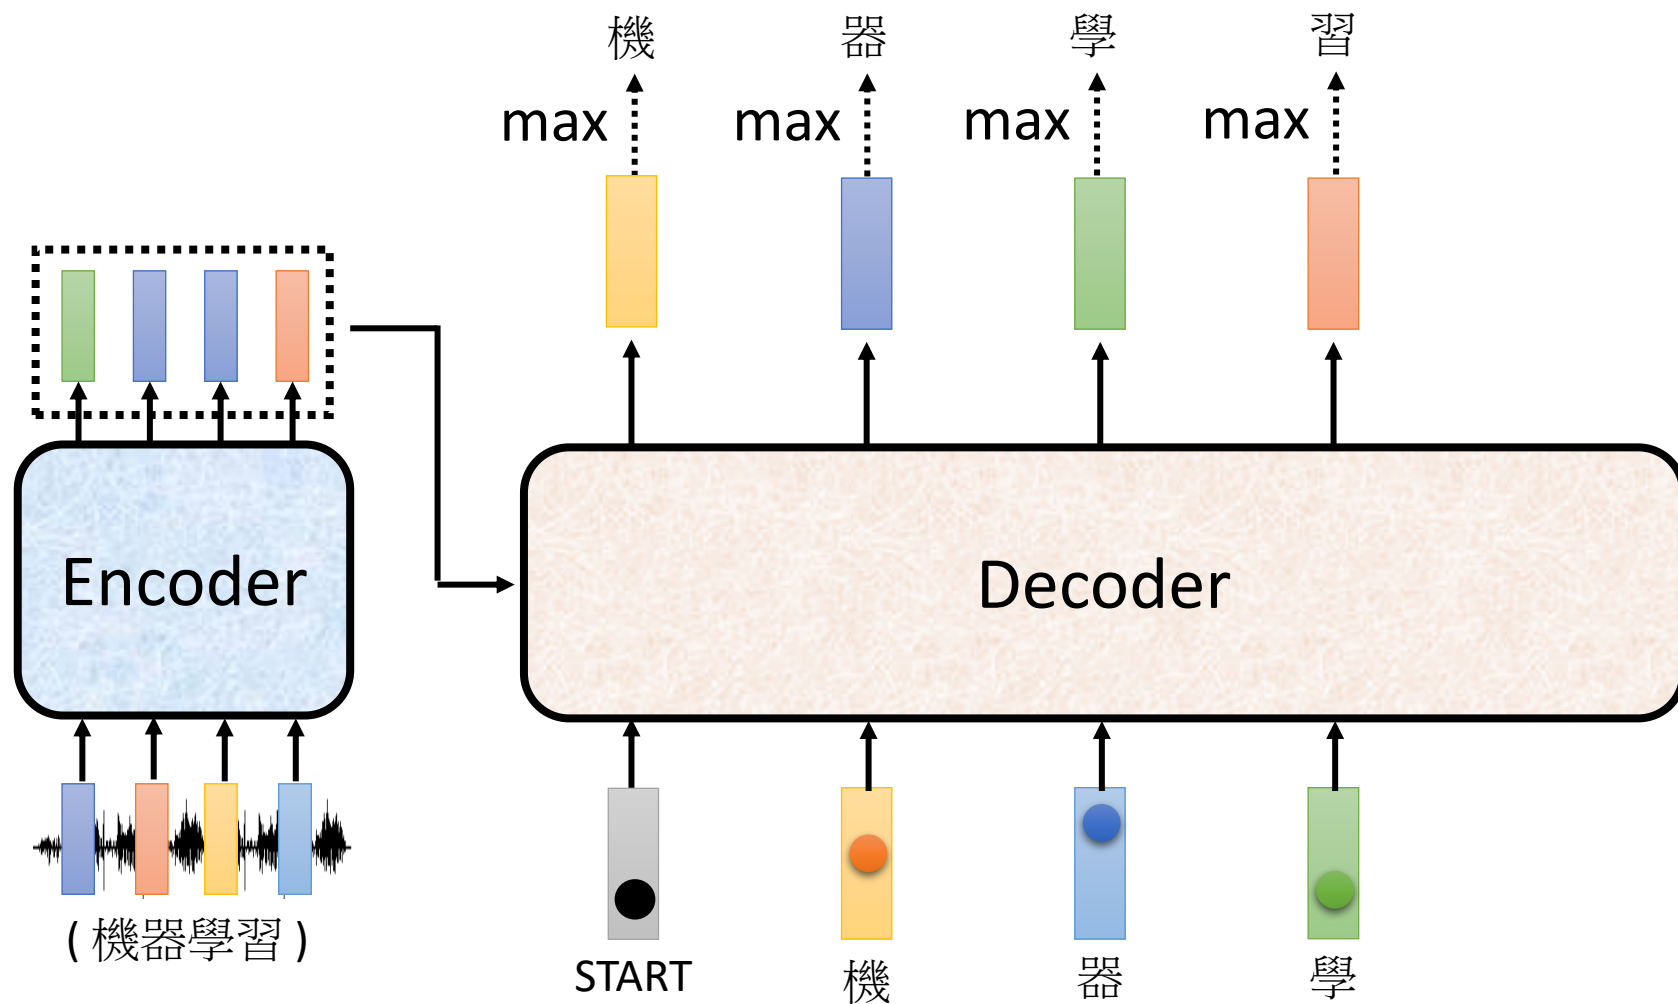 機 器 學 習
max max max max
Encoder
Decoder
( 機器學習 )
START 機 器 學